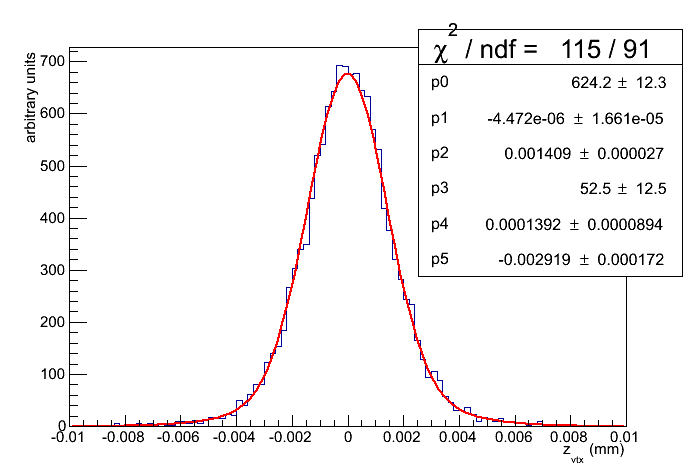 χ² / ndf = 115 / 91
p0 624.2 ± 12.3
p1 -4.472e-06 ± 1.661e-05
p2 0.001409 ± 0.000027
p3 52.5 ± 12.5
p4 0.0001392 ± 0.0000894
p5 -0.002919 ± 0.000172
arbitrary units
700
600
500
400
300
200
100
0
-0.01 -0.008 -0.006 -0.004 -0.002 0 0.002 0.004 0.006 0.008 0.01
z_vtx (mm)